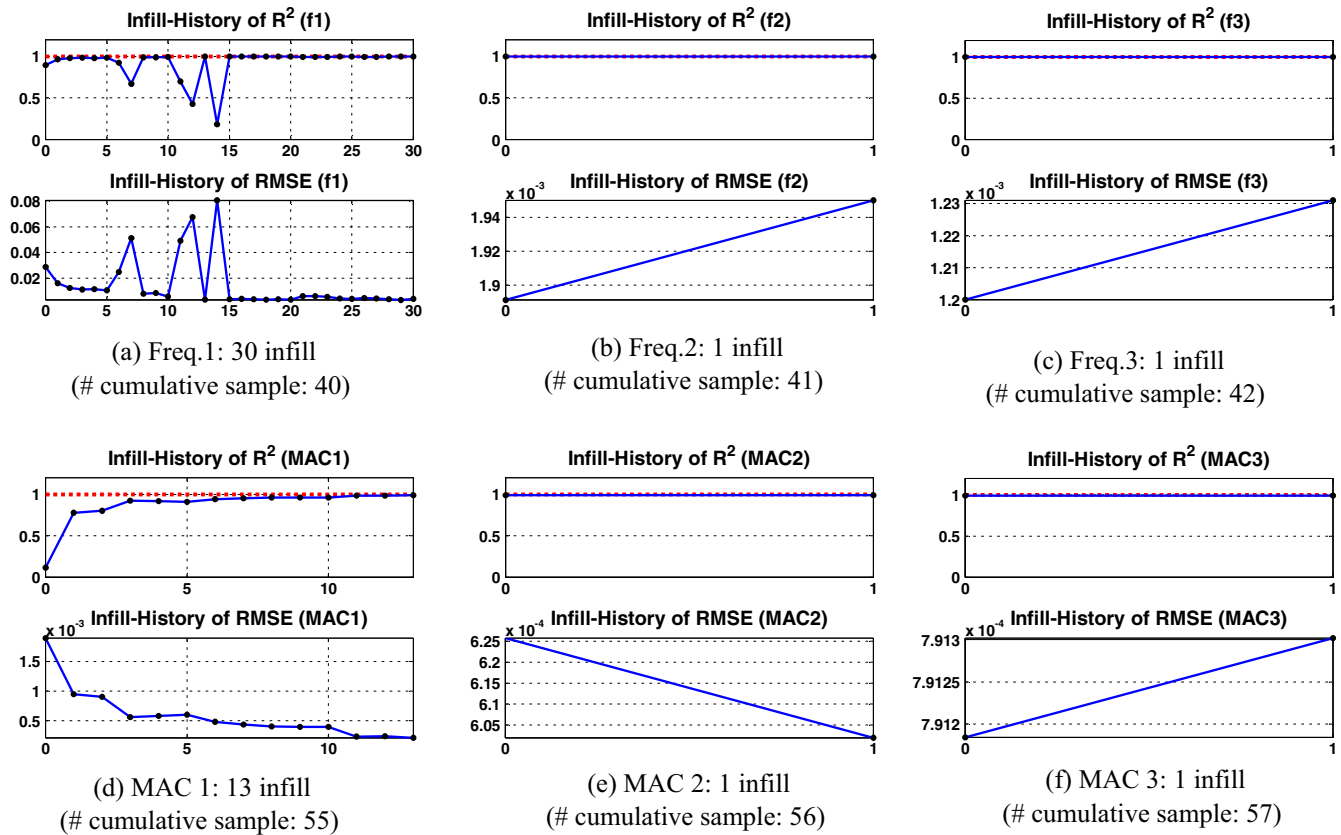 Infill-History of R² (f1)
1
0.5
0
0 5 10 15 20 25 30
Infill-History of RMSE (f1)
0.08
0.06
0.04
0.02
0 5 10 15 20 25 30
(a) Freq.1: 30 infill
(# cumulative sample: 40)
Infill-History of R² (f2)
1
0.5
0
0 1
Infill-History of RMSE (f2)
x 10⁻³
1.94
1.92
1.9
0 1
(b) Freq.2: 1 infill
(# cumulative sample: 41)
Infill-History of R² (f3)
1
0.5
0
0 1
Infill-History of RMSE (f3)
x 10⁻³
1.23
1.22
1.21
1.2
0 1
(c) Freq.3: 1 infill
(# cumulative sample: 42)
Infill-History of R² (MAC1)
1
0.5
0
0 5 10
Infill-History of RMSE (MAC1)
x 10⁻³
1.5
1
0.5
0 5 10
(d) MAC 1: 13 infill
(# cumulative sample: 55)
Infill-History of R² (MAC2)
1
0.5
0
0 1
Infill-History of RMSE (MAC2)
x 10⁻⁴
6.25
6.2
6.15
6.1
6.05
0 1
(e) MAC 2: 1 infill
(# cumulative sample: 56)
Infill-History of R² (MAC3)
1
0.5
0
0 1
Infill-History of RMSE (MAC3)
x 10⁻⁴
7.913
7.9125
7.912
0 1
(f) MAC 3: 1 infill
(# cumulative sample: 57)